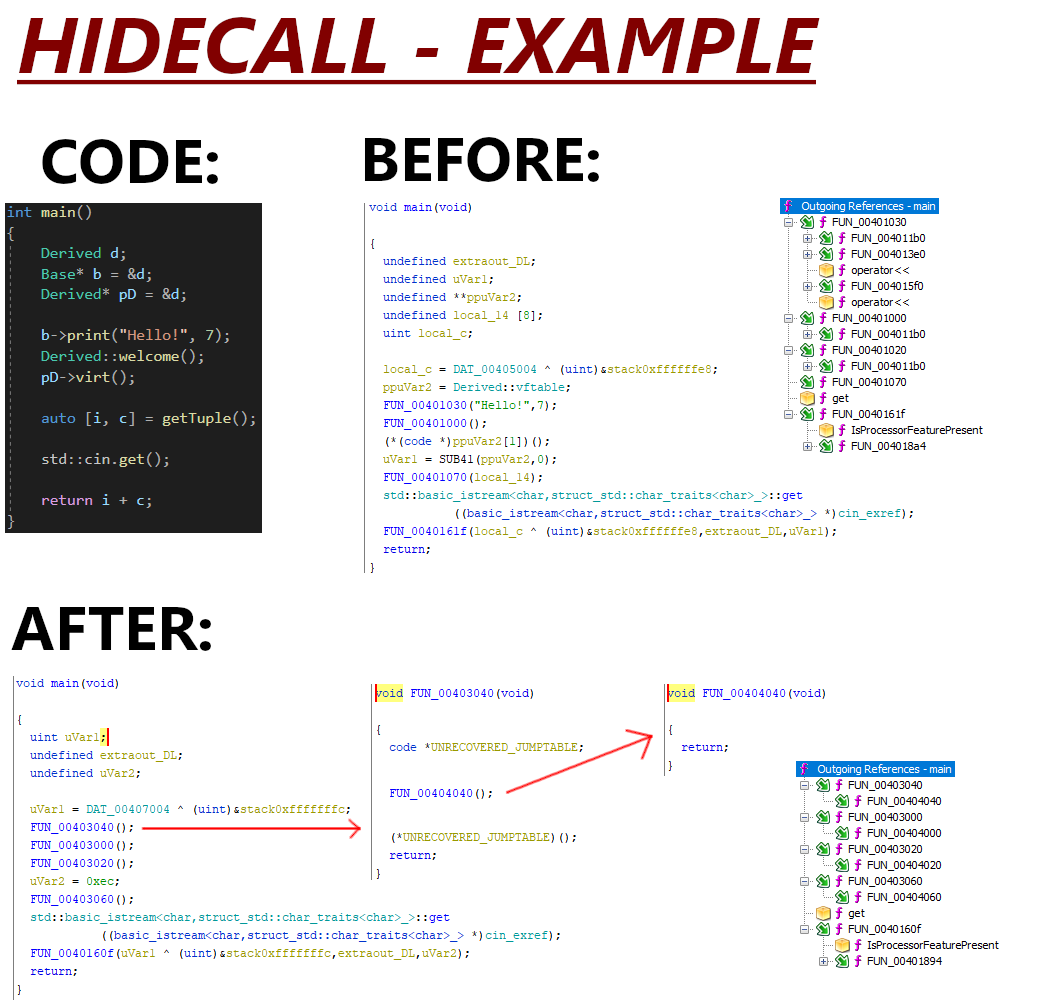 HIDECALL - EXAMPLE
CODE:
int main()
{
Derived d;
Base* b = &d;
Derived* pD = &d;
b->print("Hello!", 7);
Derived::welcome();
pD->virt();
auto [i, c] = getTuple();
std::cin.get();
return i + c;
}
BEFORE:
void main(void)
{
undefined extraout_DL;
undefined uVar1;
undefined **ppuVar2;
undefined local_14 [8];
uint local_c;
local_c = DAT_00405004 ^ (uint)&stack0xffffffe8;
ppuVar2 = Derived::vftable;
FUN_00401030("Hello!",7);
FUN_00401000();
(*(code *)ppuVar2[1])();
uVar1 = SUB41(ppuVar2,0);
FUN_00401070(local_14);
std::basic_istream<char,struct_std::char_traits<char>_>::get
((basic_istream<char,struct_std::char_traits<char>_> *)cin_exref);
FUN_0040161f(local_c ^ (uint)&stack0xffffffe8,extraout_DL,uVar1);
return;
}
Outgoing References - main
FUN_00401030
FUN_004011b0
FUN_004013e0
operator<<
FUN_004015f0
operator<<
FUN_00401000
FUN_004011b0
FUN_00401020
FUN_004011b0
FUN_00401070
get
FUN_0040161f
IsProcessorFeaturePresent
FUN_004018a4
AFTER:
void main(void)
{
uint uVar1;
undefined extraout_DL;
undefined uVar2;
uVar1 = DAT_00407004 ^ (uint)&stack0xfffffffc;
FUN_00403040();
FUN_00403000();
FUN_00403020();
uVar2 = 0xec;
FUN_00403060();
std::basic_istream<char,struct_std::char_traits<char>_>::get
((basic_istream<char,struct_std::char_traits<char>_> *)cin_exref);
FUN_0040160f(uVar1 ^ (uint)&stack0xfffffffc,extraout_DL,uVar2);
return;
}
void FUN_00403040(void)
{
code *UNRECOVERED_JUMPTABLE;
FUN_00404040();
(*UNRECOVERED_JUMPTABLE)();
return;
}
void FUN_00404040(void)
{
return;
}
Outgoing References - main
FUN_00403040
FUN_00404040
FUN_00403000
FUN_00404000
FUN_00403020
FUN_00404020
FUN_00403060
FUN_00404060
get
FUN_0040160f
IsProcessorFeaturePresent
FUN_00401894